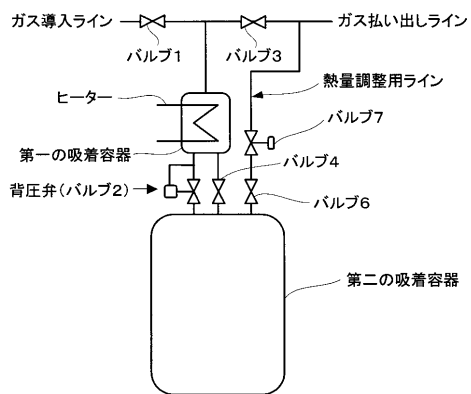 ガス導入ライン
ガス払い出しライン
バルブ1
バルブ3
熱量調整用ライン
ヒーター
バルブ7
第一の吸着容器
バルブ4
背圧弁(バルブ2)
バルブ6
第二の吸着容器